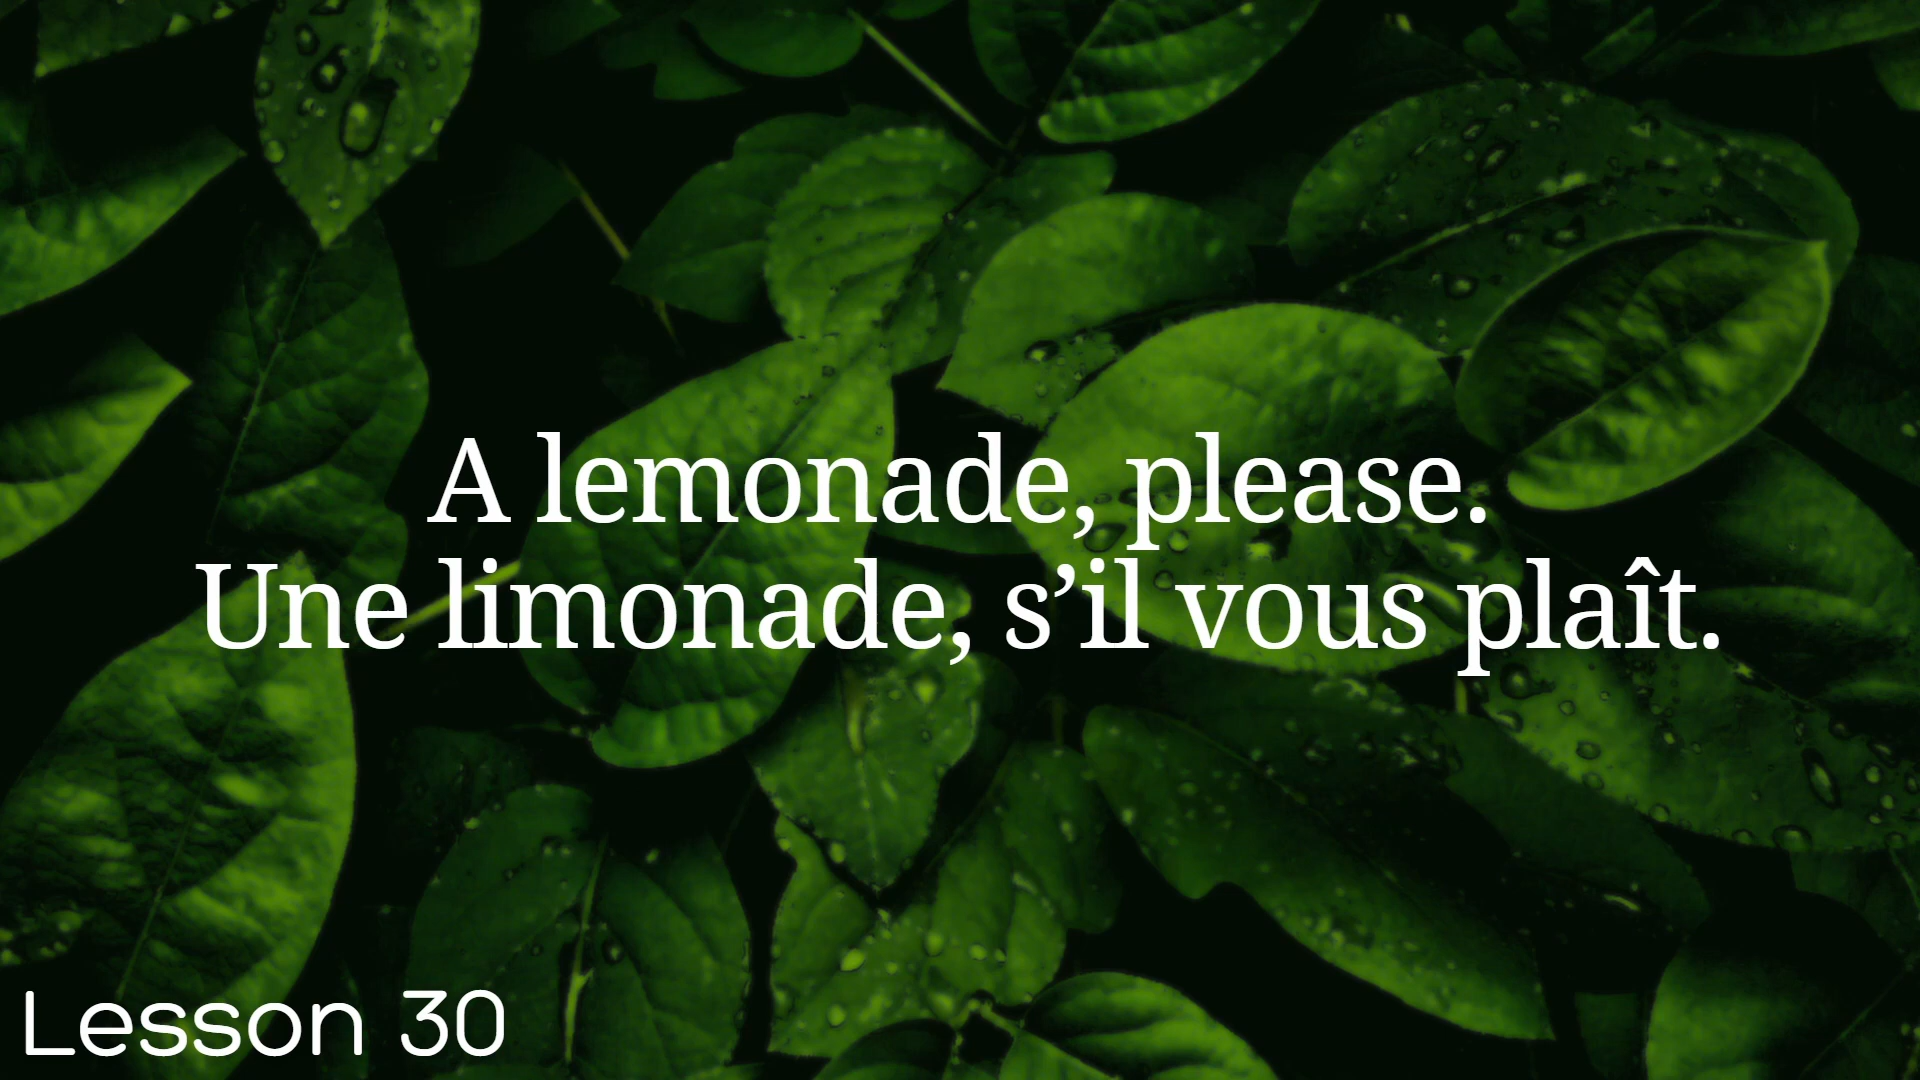 A lemonade, please.
Une limonade, s’il vous plaît.
Lesson 30